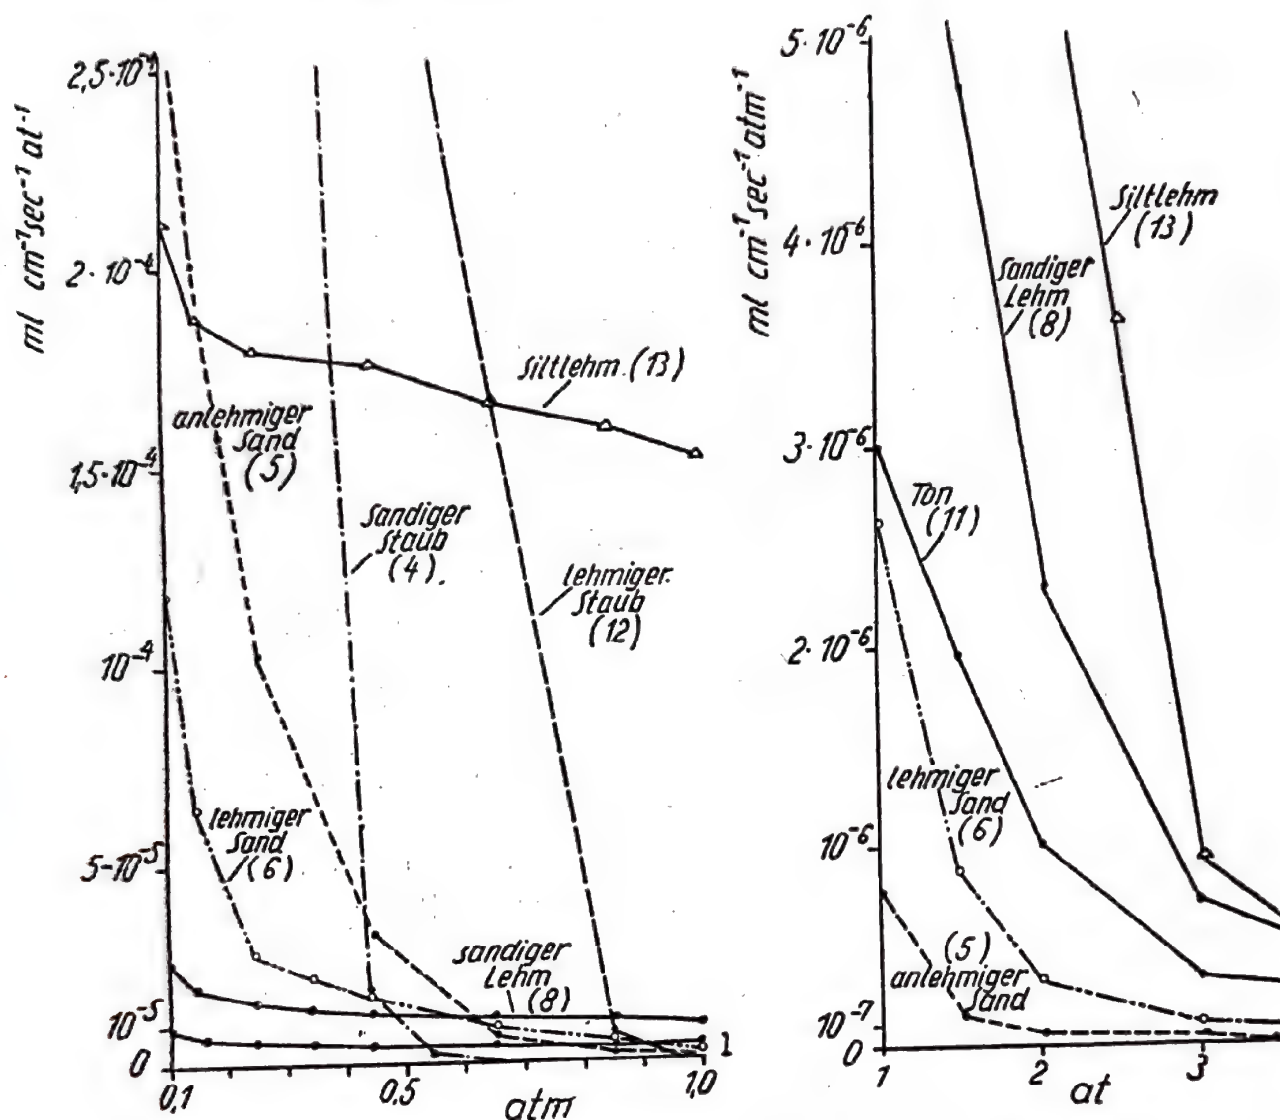 ml cm⁻¹sec⁻¹ at⁻¹
2·10⁻⁴
1,5·10⁻⁴
10⁻⁴
5-10⁻⁵
10⁻⁵
0
0,1
0,5
atm
1,0
1
anlehmiger
Sand
(5)
Siltlehm (13)
Sandiger
Staub
(4)
lehmiger
Staub
(12)
lehmiger
Sand
(6)
sandiger
Lehm
(8)
ml cm⁻¹sec⁻¹atm⁻¹
5·10⁻⁶
4·10⁻⁶
3·10⁻⁶
2·10⁻⁶
10⁻⁶
10⁻⁷
0
1
2
at
3
Siltlehm
(13)
Sandiger
Lehm
(8)
Ton
(11)
lehmiger
Sand
(6)
(5)
anlehmiger
Sand